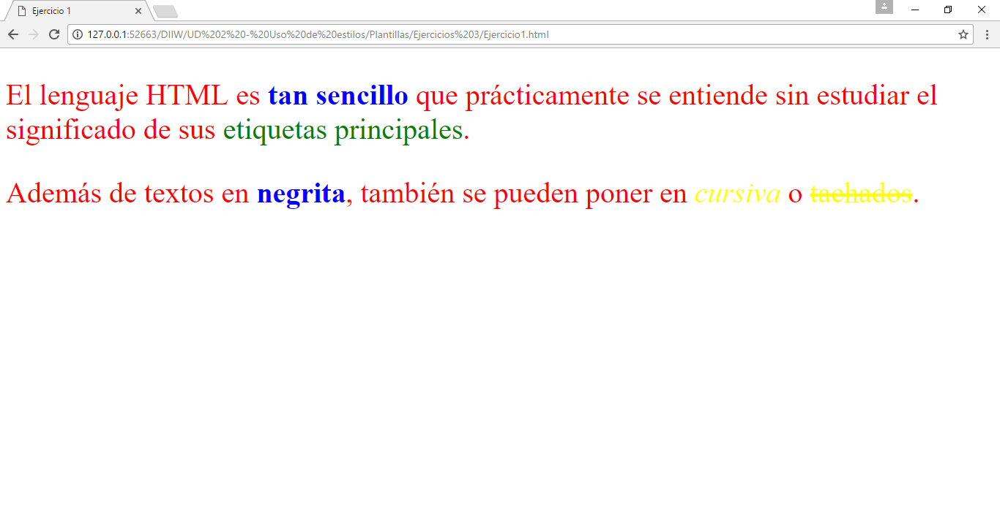 Ejercicio 1
127.0.0.1:52663/DIIW/UD%202%20-%20Uso%20de%20estilos/Plantillas/Ejercicios%203/Ejercicio1.html
El lenguaje HTML es tan sencillo que prácticamente se entiende sin estudiar el
significado de sus etiquetas principales.
Además de textos en negrita, también se pueden poner en cursiva o tachados.